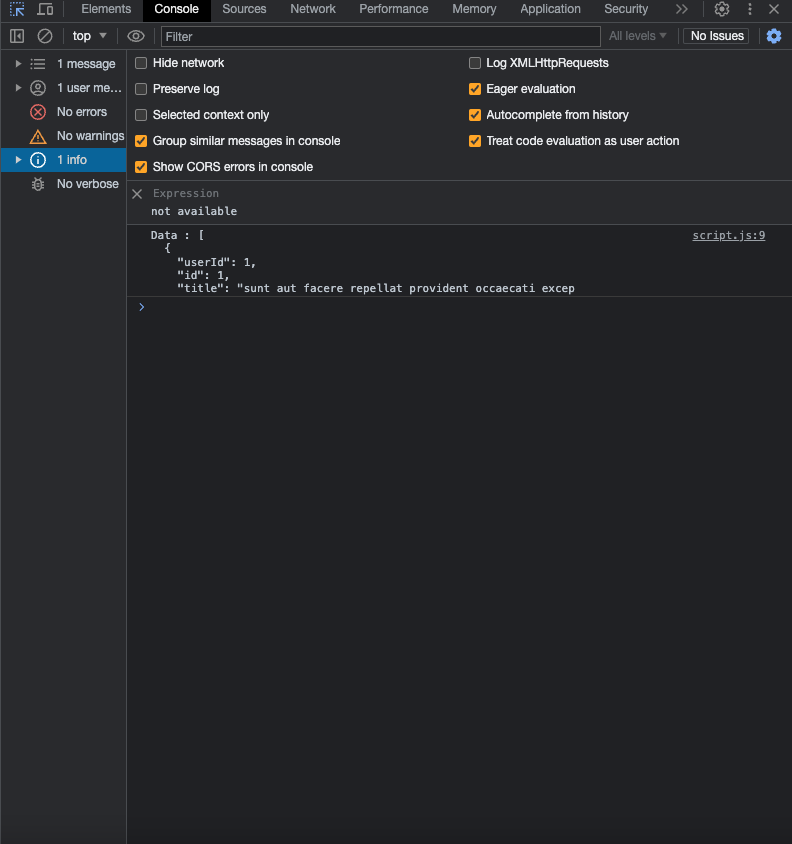 Elements Console Sources Network Performance Memory Application Security
top Filter All levels No Issues
1 message
1 user me...
No errors
No warnings
1 info
No verbose
Hide network Log XMLHttpRequests
Preserve log Eager evaluation
Selected context only Autocomplete from history
Group similar messages in console Treat code evaluation as user action
Show CORS errors in console
Expression
not available
Data : [ script.js:9
{
"userId": 1,
"id": 1,
"title": "sunt aut facere repellat provident occaecati excep